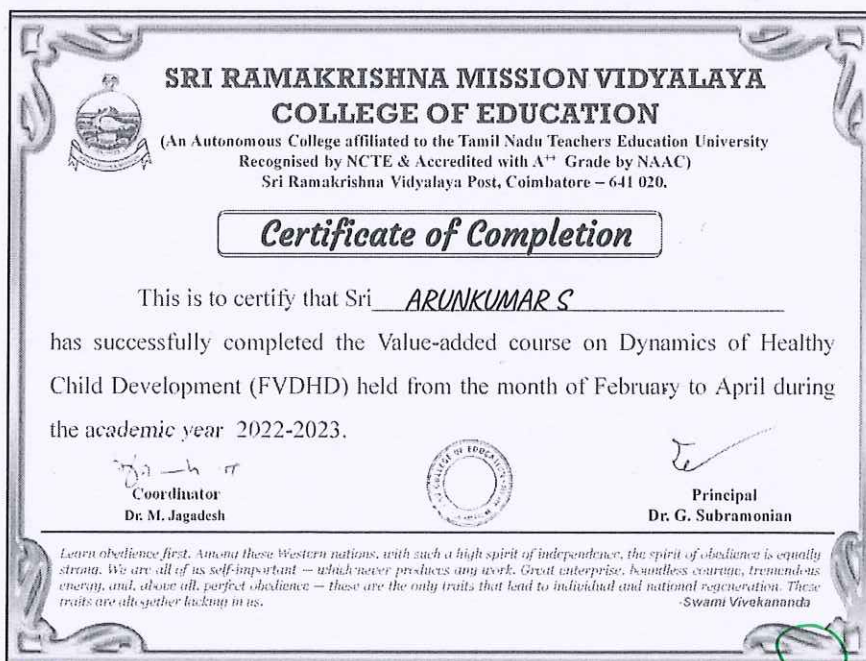 SRI RAMAKRISHNA MISSION VIDYALAYA
COLLEGE OF EDUCATION
(An Autonomous College affiliated to the Tamil Nadu Teachers Education University
Recognised by NCTE & Accredited with A++ Grade by NAAC)
Sri Ramakrishna Vidyalaya Post, Coimbatore – 641 020.
Certificate of Completion
This is to certify that Sri ARUNKUMAR S
has successfully completed the Value-added course on Dynamics of Healthy
Child Development (FVDHD) held from the month of February to April during
the academic year 2022-2023.
COLLEGE OF EDUCATION
Coordinator
Dr. M. Jagadesh
Principal
Dr. G. Subramonian
Learn obedience first. Among these Western nations, with such a high spirit of independence, the spirit of obedience is equally
strong. We are all of us self-important — which never produces any work. Great enterprise, boundless courage, tremendous
energy, and, above all, perfect obedience — these are the only traits that lead to individual and national regeneration. These
traits are altogether lacking in us.
-Swami Vivekananda